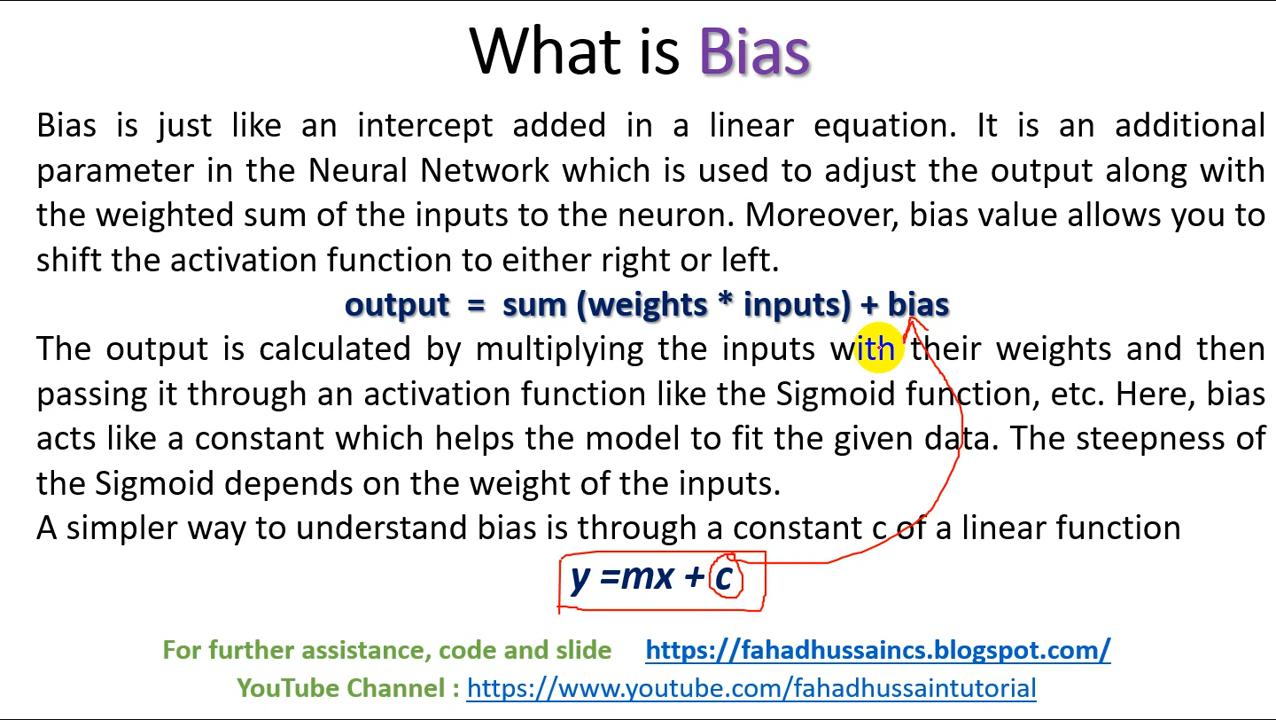 What is Bias
Bias is just like an intercept added in a linear equation. It is an additional
parameter in the Neural Network which is used to adjust the output along with
the weighted sum of the inputs to the neuron. Moreover, bias value allows you to
shift the activation function to either right or left.
output = sum (weights * inputs) + bias
The output is calculated by multiplying the inputs with their weights and then
passing it through an activation function like the Sigmoid function, etc. Here, bias
acts like a constant which helps the model to fit the given data. The steepness of
the Sigmoid depends on the weight of the inputs.
A simpler way to understand bias is through a constant c of a linear function
y =mx + c
For further assistance, code and slide https://fahadhussaincs.blogspot.com/
YouTube Channel : https://www.youtube.com/fahadhussaintutorial